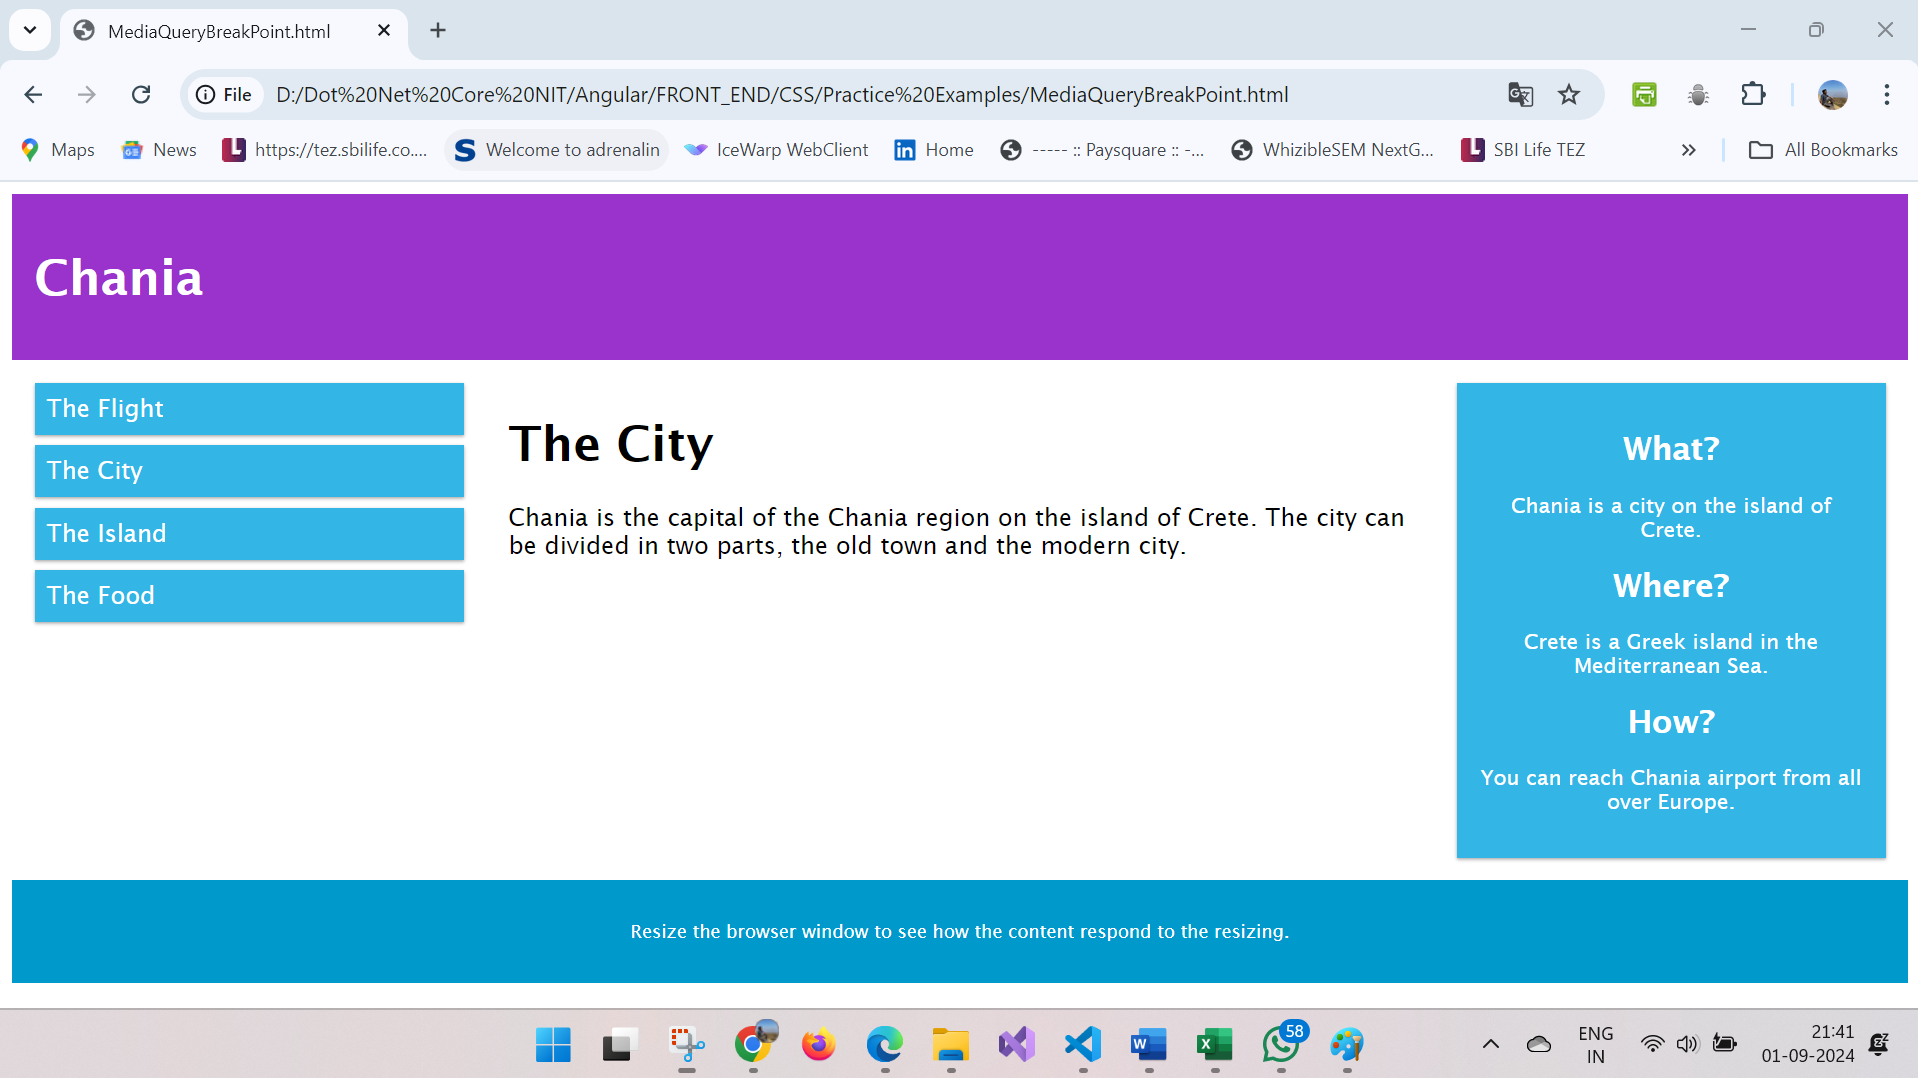 MediaQueryBreakPoint.html
File D:/Dot%20Net%20Core%20NIT/Angular/FRONT_END/CSS/Practice%20Examples/MediaQueryBreakPoint.html
Maps News https://tez.sbilife.co.... Welcome to adrenalin IceWarp WebClient Home ----- :: Paysquare :: -... WhizibleSEM NextG... SBI Life TEZ » All Bookmarks
Chania
The Flight
The City
The Island
The Food
The City
Chania is the capital of the Chania region on the island of Crete. The city can
be divided in two parts, the old town and the modern city.
What?
Chania is a city on the island of
Crete.
Where?
Crete is a Greek island in the
Mediterranean Sea.
How?
You can reach Chania airport from all
over Europe.
Resize the browser window to see how the content respond to the resizing.
58
ENG
IN
21:41
01-09-2024